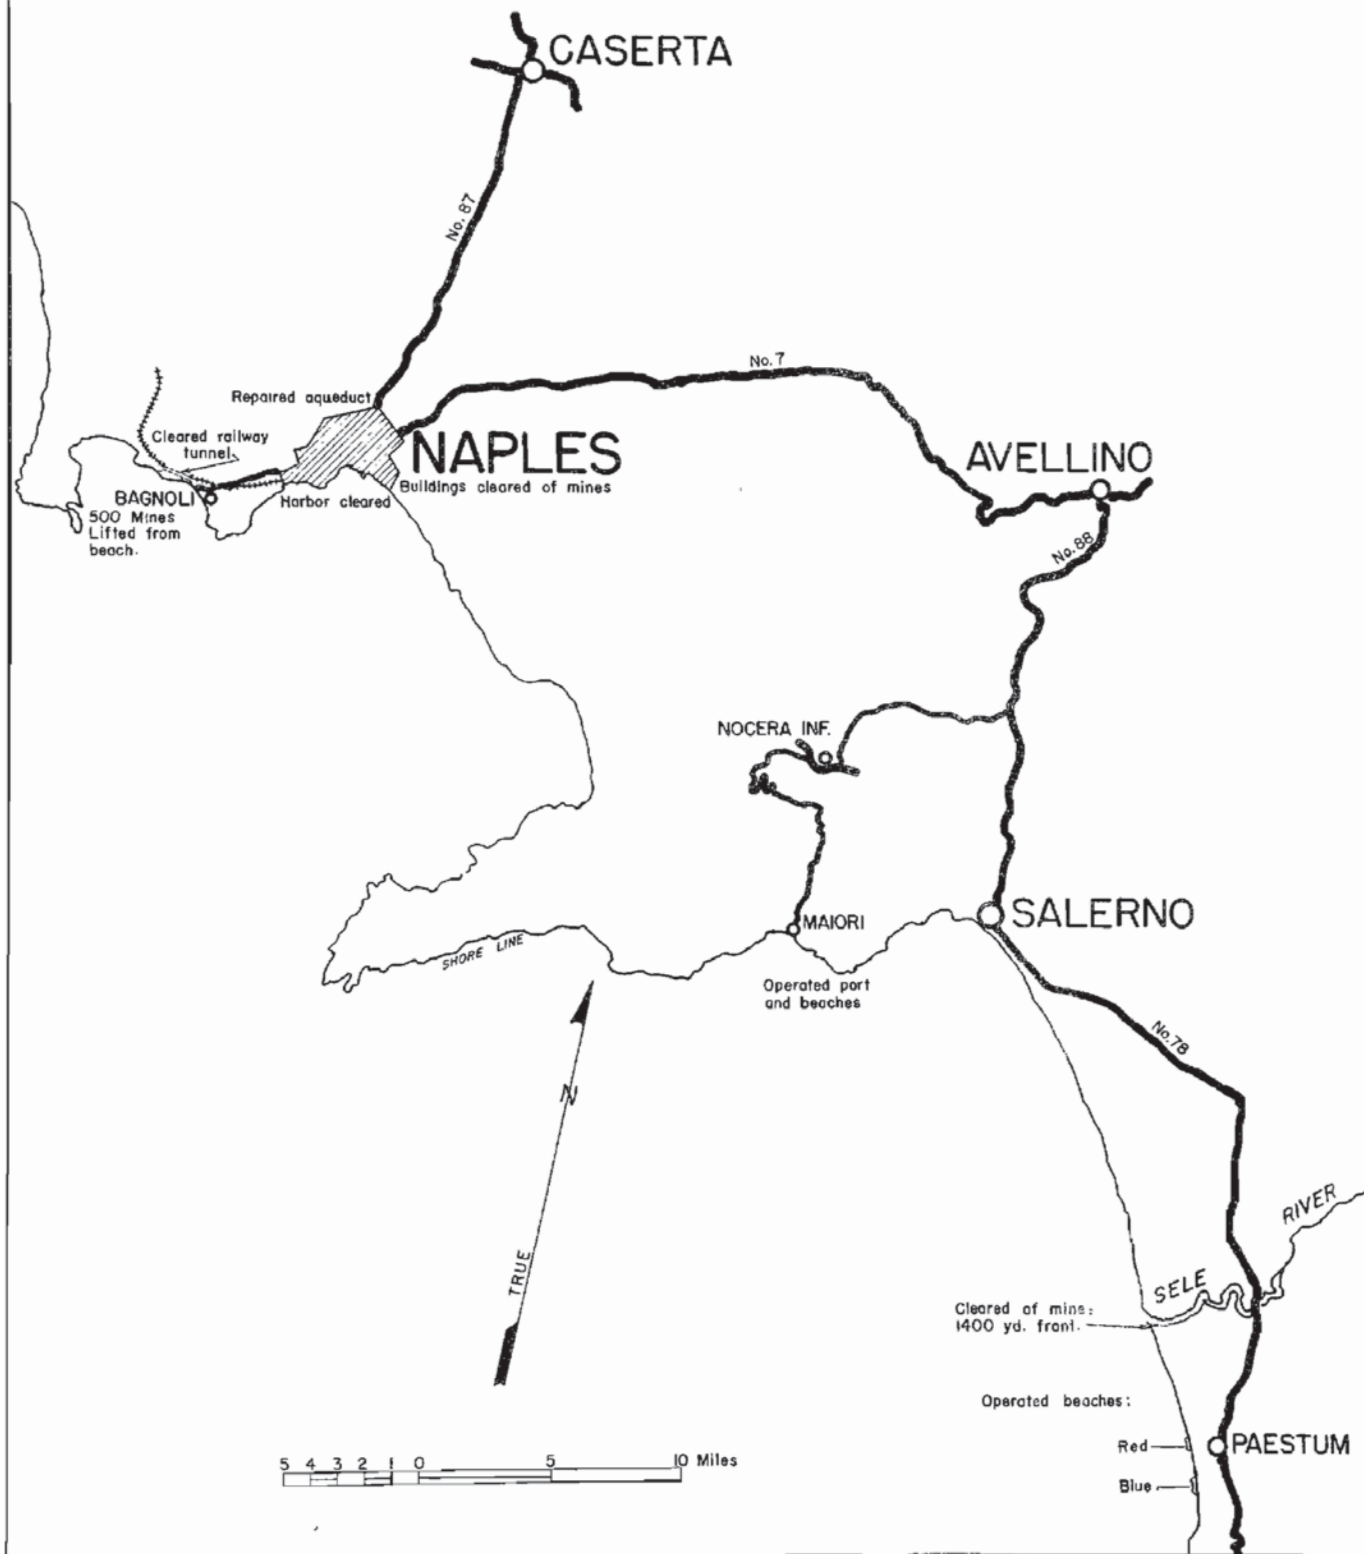 CASERTA
No. 87
No. 7
Repaired aqueduct
Cleared railway
tunnel
NAPLES
AVELLINO
Buildings cleared of mines
BAGNOLI
Harbor cleared
500 Mines
Lifted from
beach.
No. 88
NOCERA INF.
SALERNO
MAIORI
SHORE LINE
Operated port
and beaches
No. 78
N
RIVER
TRUE
SELE
Cleared of mine:
1400 yd. front.
Operated beaches:
Red
PAESTUM
5 4 3 2 1 0 5 10 Miles
Blue